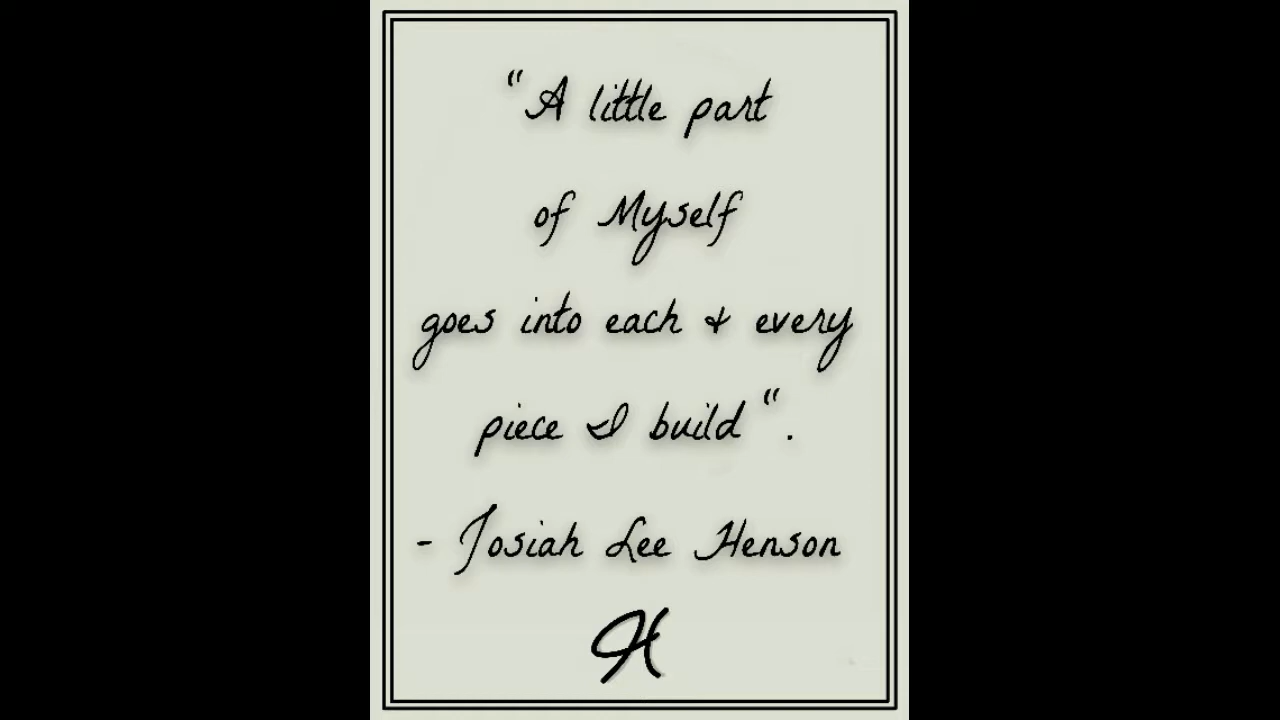 "A little part
of Myself
goes into each & every
piece I build".
- Josiah Lee Henson
H